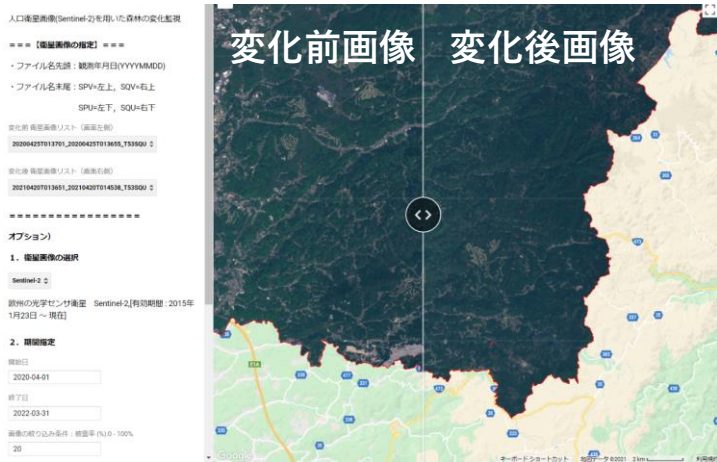 人口衛星画像(Sentinel-2)を用いた森林の変化監視
＝＝＝【衛星画像の指定】＝＝＝
・ファイル名先頭：観測年月日(YYYYMMDD)
・ファイル名末尾：SPV=左上，SQV=右上
SPU=左下，SQU=右下
変化前 衛星画像リスト（画面左側）
20200425T013701_20200425T013655_T53SQU
変化後 衛星画像リスト（画面右側）
20210420T013651_20210420T014538_T53SQU
＝＝＝＝＝＝＝＝＝＝＝＝＝＝＝＝＝
オプション）
1．衛星画像の選択
Sentinel-2
欧州の光学センサ衛星 Sentinel-2,[有効期間：2015年
1月23日 ～ 現在]
2．期間指定
開始日
2020-04-01
終了日
2022-03-31
画像の絞り込み条件：被雲率 (%) 0 - 100%
20
変化前画像
変化後画像
Google
キーボード ショートカット
地図データ ©2021
2 km
利用規約